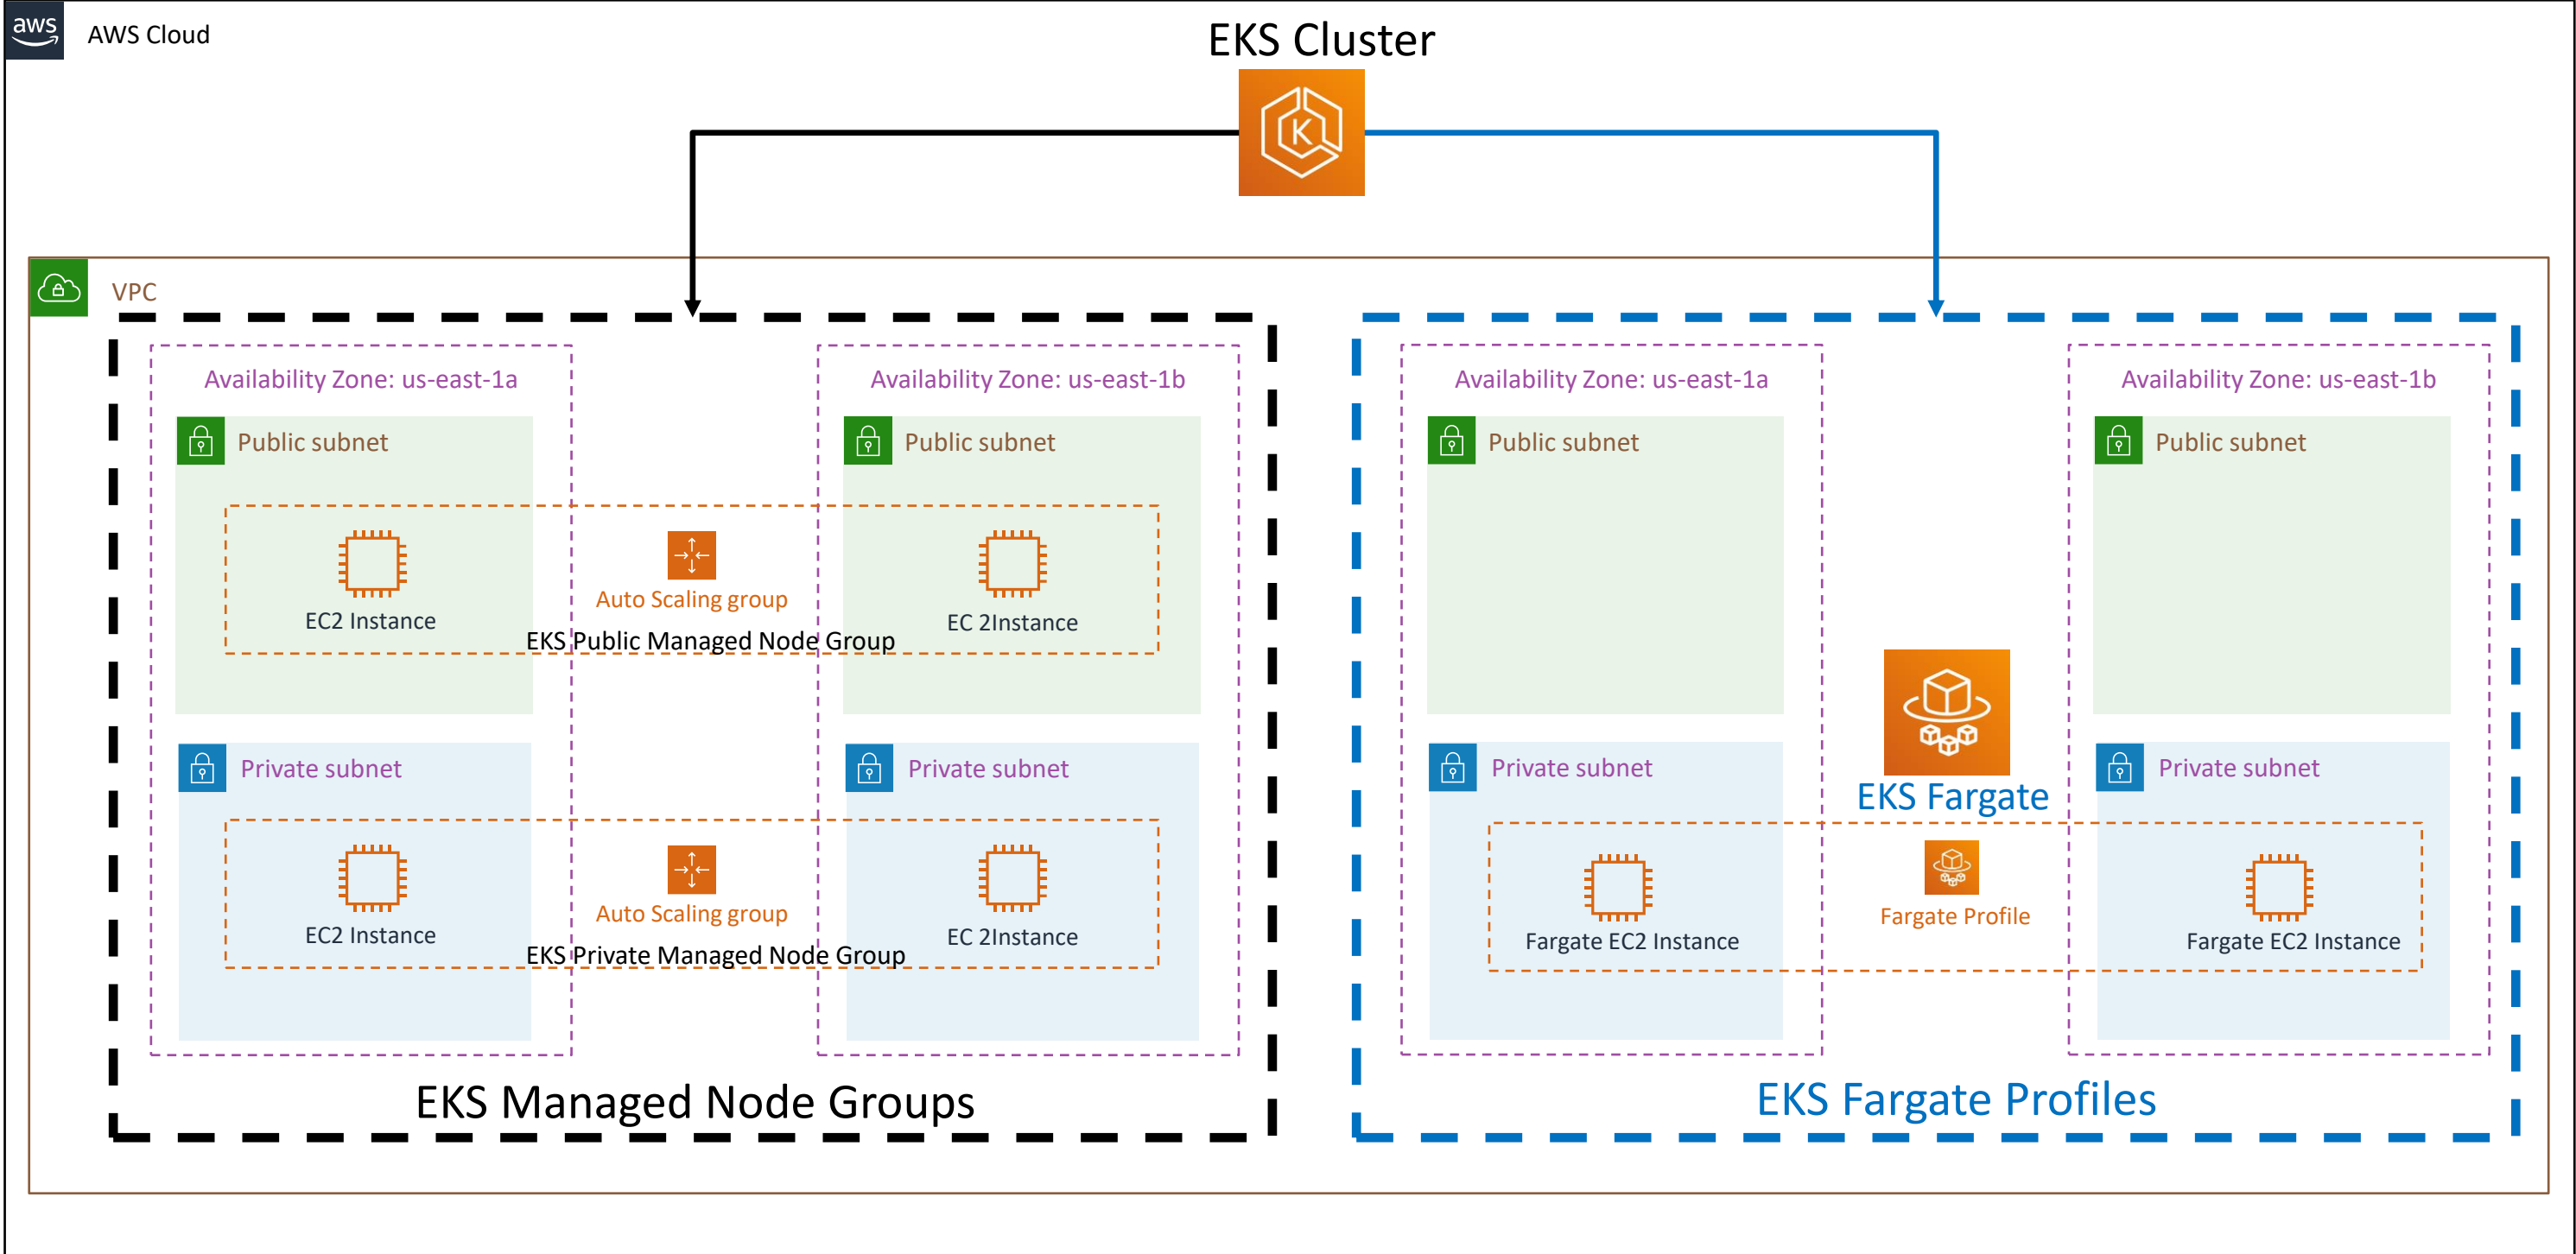 aws
AWS Cloud
EKS Cluster
K
VPC
Availability Zone: us-east-1a
Availability Zone: us-east-1b
Public subnet
Public subnet
EC2 Instance
Auto Scaling group
EC 2Instance
EKS Public Managed Node Group
Private subnet
Private subnet
EC2 Instance
Auto Scaling group
EC 2Instance
EKS Private Managed Node Group
EKS Managed Node Groups
Availability Zone: us-east-1a
Availability Zone: us-east-1b
Public subnet
Public subnet
Private subnet
EKS Fargate
Private subnet
Fargate EC2 Instance
Fargate Profile
Fargate EC2 Instance
EKS Fargate Profiles